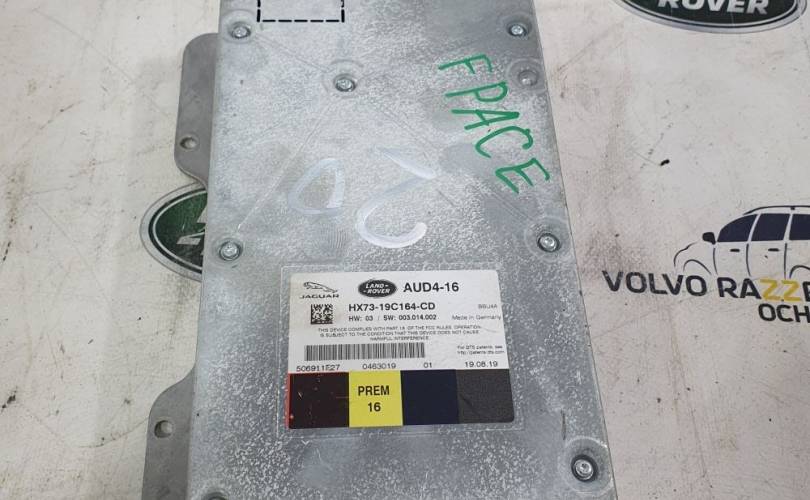 ROVER
FPACE
20
VOLVO RAZZE
OCH
JAGUAR
LAND-
ROVER
AUD4-16
HX73-19C164-CD
HW: 03 / SW: 003.014.002
Made in Germany
THIS DEVICE COMPLIES WITH PART 15 OF THE FCC RULES. OPERATION
IS SUBJECT TO CONDITION THAT THIS DEVICE DOES NOT CAUSE
HARMFUL INTERFERENCE.
For DTS patents, see
http://patents.dts.com
506911E27
0463019
01
19.08.19
PREM
16